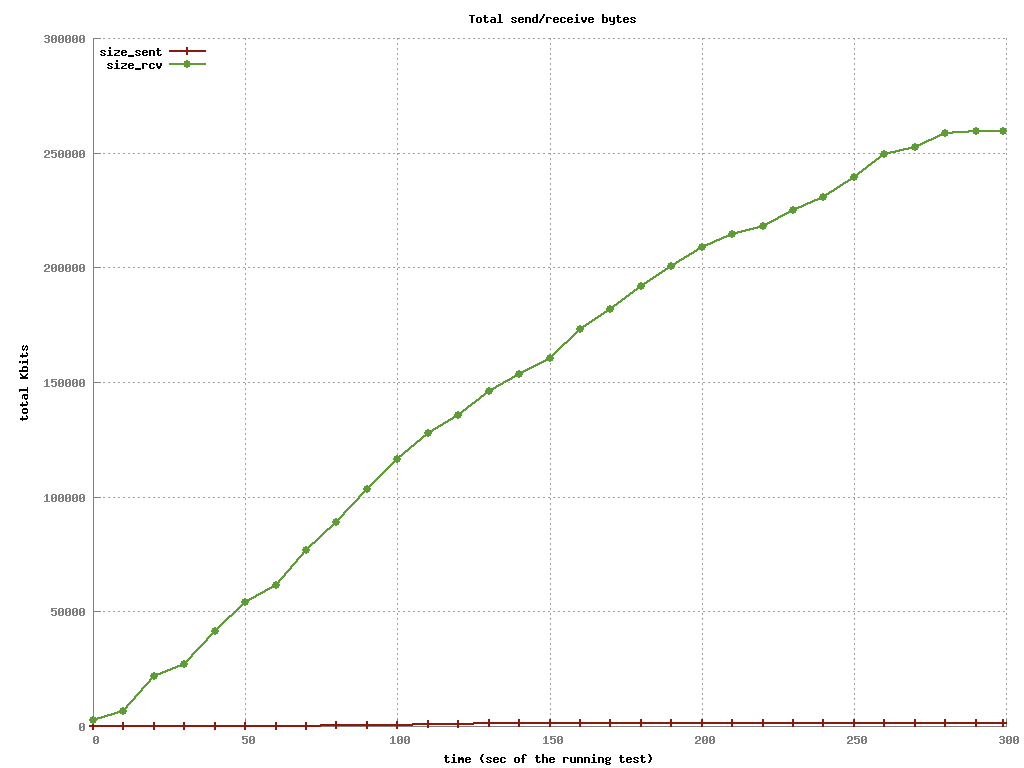 Total send/receive bytes
300000
size_sent
size_rcv
250000
200000
150000
100000
50000
0
total Kbits
0 50 100 150 200 250 300
time (sec of the running test)